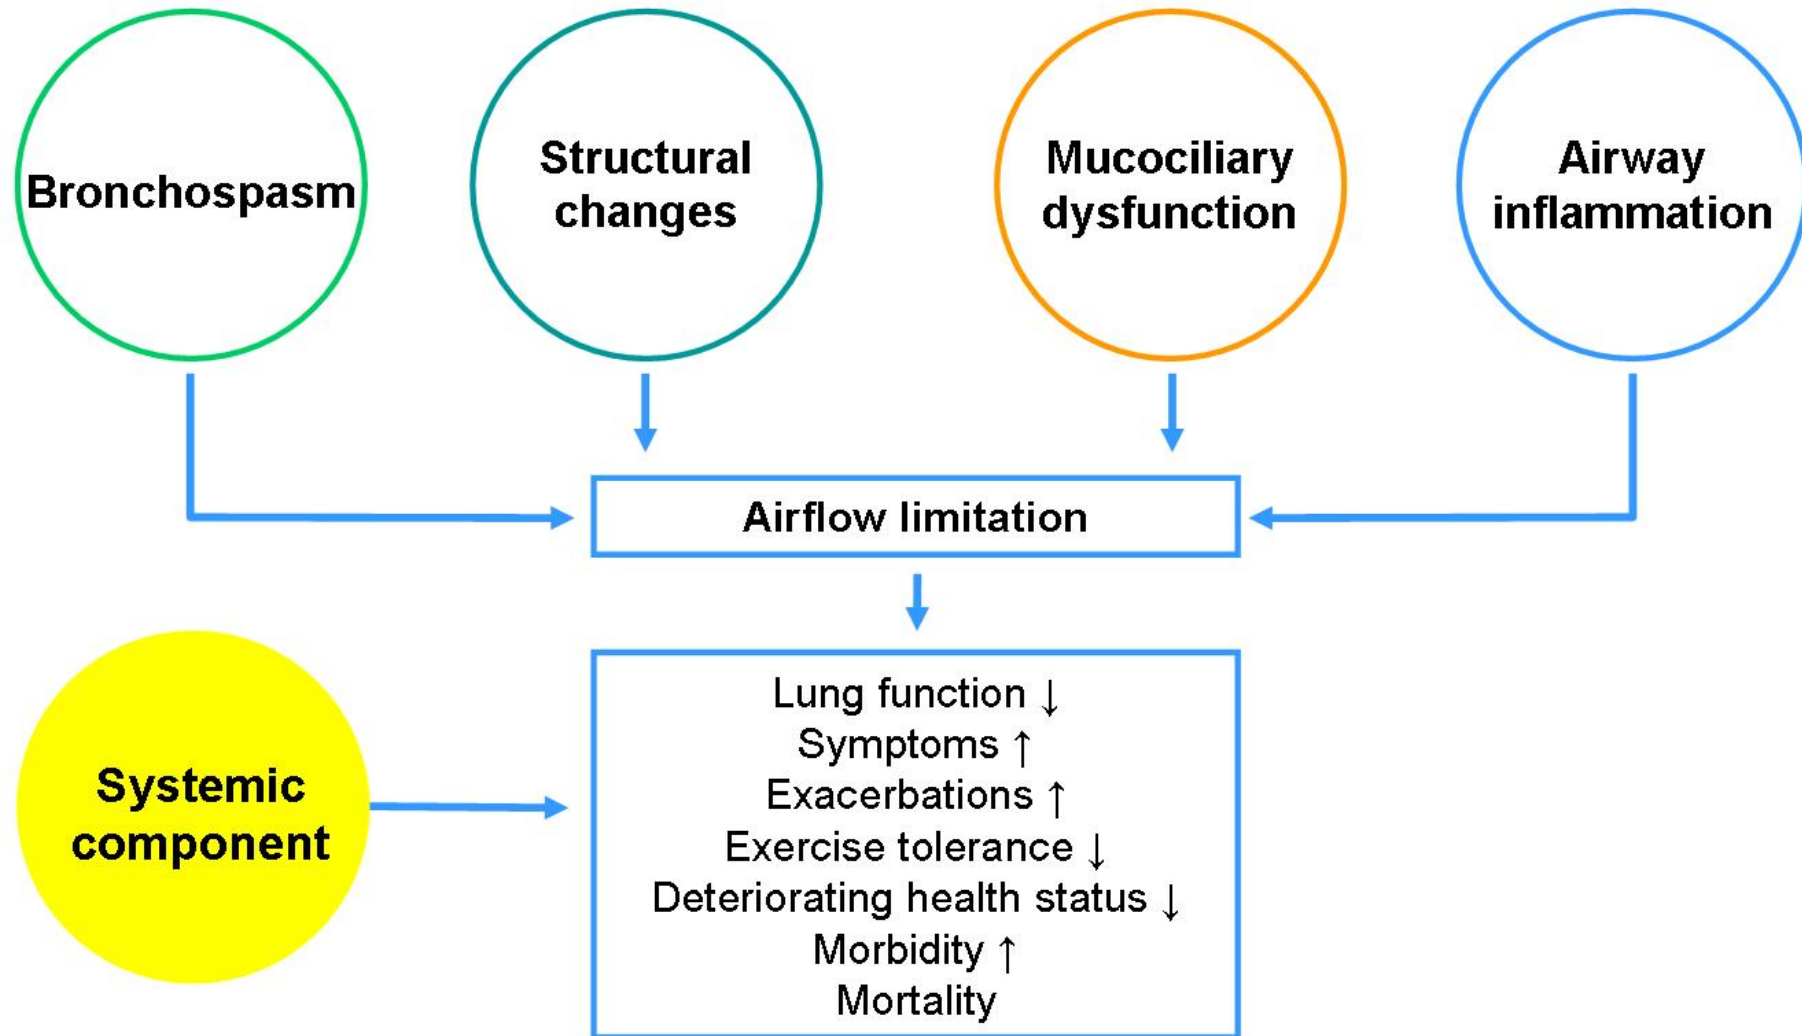 Bronchospasm
Structural
changes
Mucociliary
dysfunction
Airway
inflammation
Airflow limitation
Systemic
component
Lung function ↓
Symptoms ↑
Exacerbations ↑
Exercise tolerance ↓
Deteriorating health status ↓
Morbidity ↑
Mortality